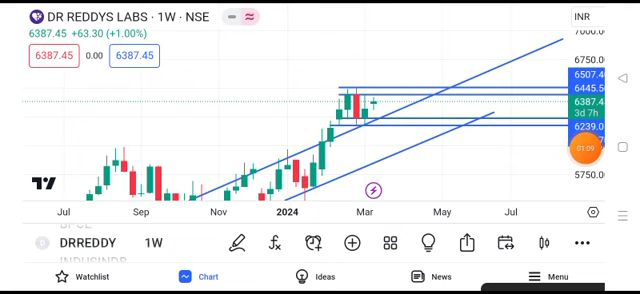 DR REDDYS LABS · 1W · NSE
INR
6387.45 +63.30 (+1.00%)
7000.0
6387.45 0.00 6387.45
6750.0
6507.4
6445.5
6387.4
3d 7h
6239.0
01:09
5750.0
Jul Sep Nov 2024 Mar May Jul
DRREDDY 1W
Watchlist Chart Ideas News Menu